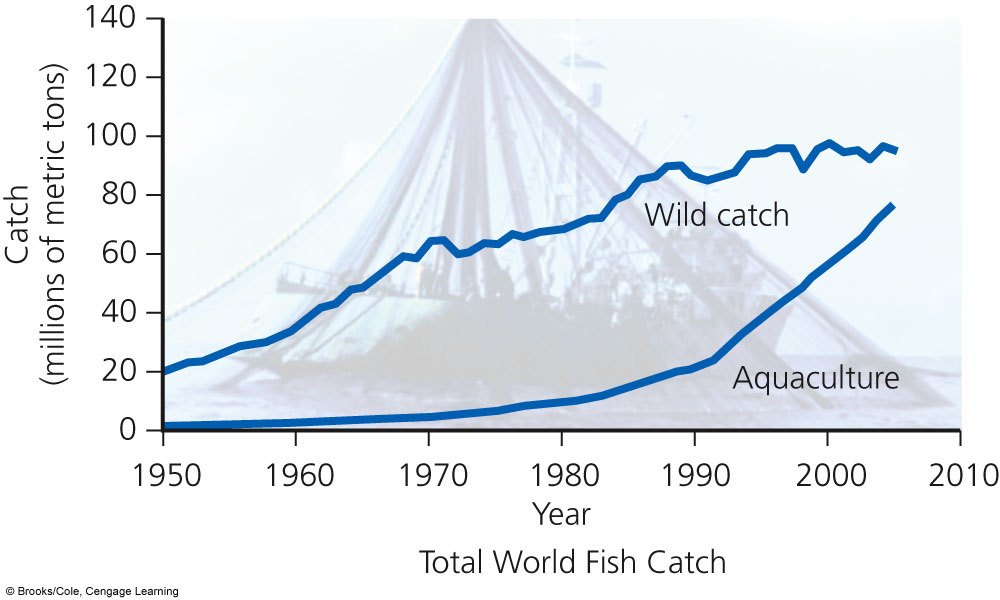 140
120
100
80
60
40
20
0
Catch
(millions of metric tons)
Wild catch
Aquaculture
1950 1960 1970 1980 1990 2000 2010
Year
Total World Fish Catch
© Brooks/Cole, Cengage Learning